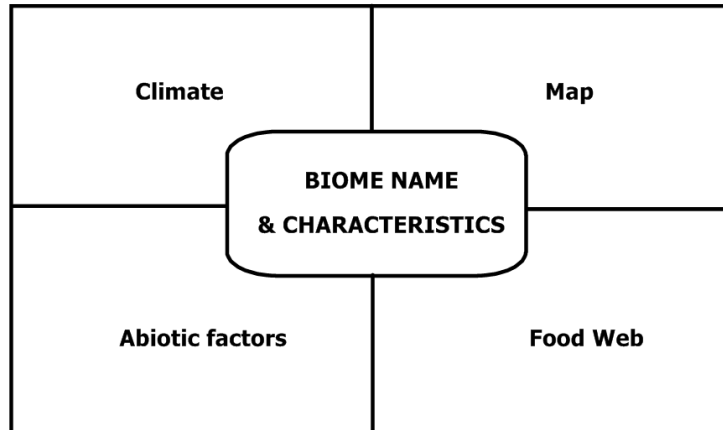 Climate
Map
BIOME NAME
& CHARACTERISTICS
Abiotic factors
Food Web